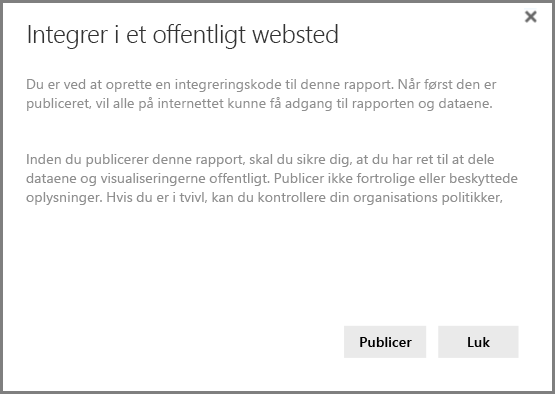 Integrer i et offentligt websted
Du er ved at oprette en integreringskode til denne rapport. Når først den er
publiceret, vil alle på internettet kunne få adgang til rapporten og dataene.
Inden du publicerer denne rapport, skal du sikre dig, at du har ret til at dele
dataene og visualiseringerne offentligt. Publicer ikke fortrolige eller beskyttede
oplysninger. Hvis du er i tvivl, kan du kontrollere din organisations politikker,
Publicer
Luk